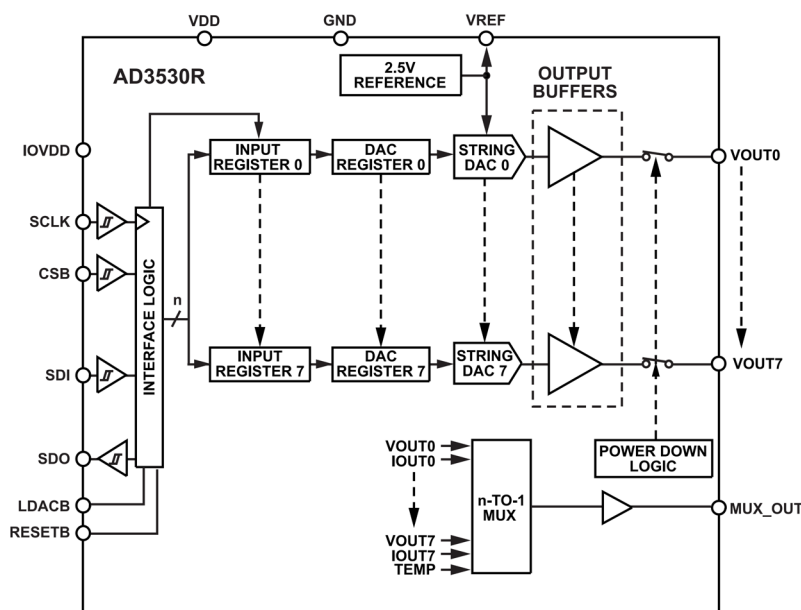 VDD
GND
VREF
AD3530R
2.5V
REFERENCE
OUTPUT
BUFFERS
IOVDD
INPUT
REGISTER 0
DAC
REGISTER 0
STRING
DAC 0
VOUT0
SCLK
CSB
n
INTERFACE LOGIC
INPUT
REGISTER 7
DAC
REGISTER 7
STRING
DAC 7
VOUT7
SDI
SDO
LDACB
RESETB
VOUT0
IOUT0
VOUT7
IOUT7
TEMP
n-TO-1
MUX
POWER DOWN
LOGIC
MUX_OUT